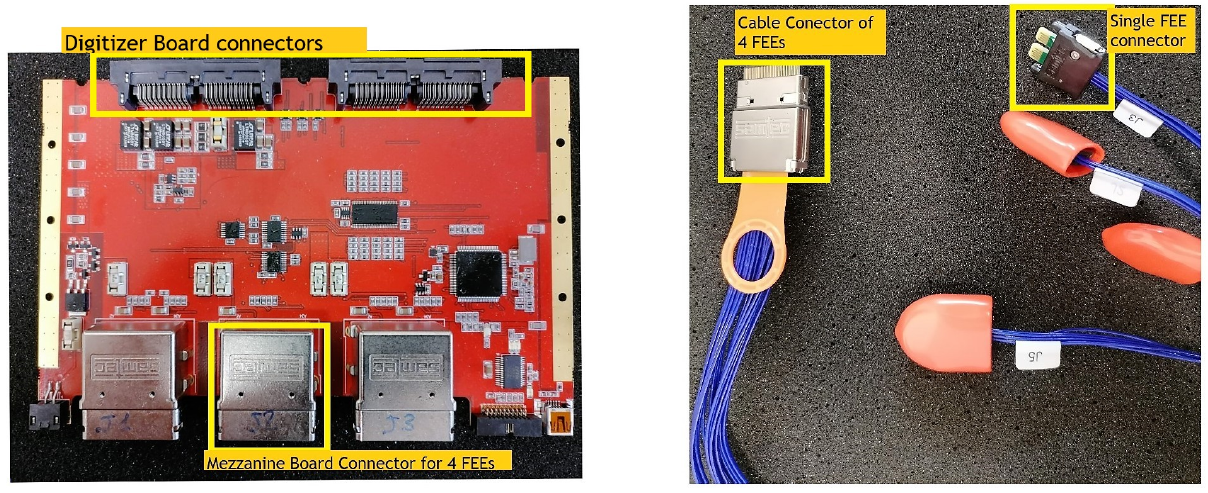 Digitizer Board connectors
samtec
samtec
samtec
J1
J2
J3
Mezzanine Board Connector for 4 FEEs
Cable Conector of
4 FEEs
Single FEE
connector
samtec
J3
J5